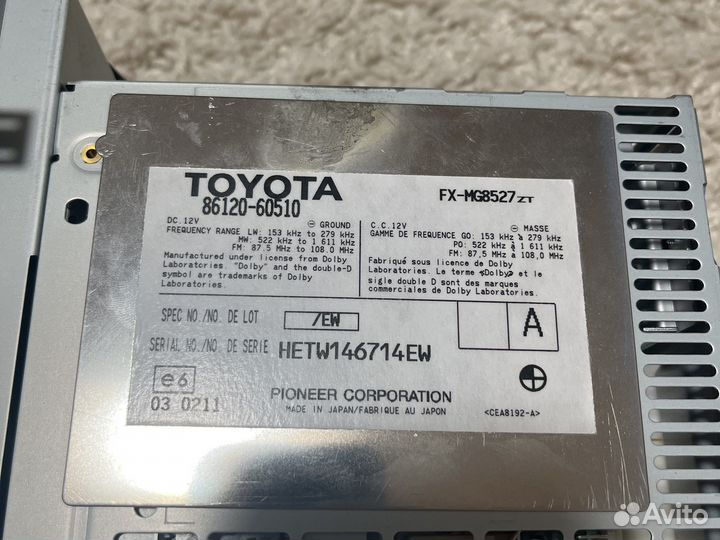 TOYOTA
86120-60510
FX-MG8527ZT
DC.12V ⊖ GROUND
FREQUENCY RANGE LW: 153 kHz to 279 kHz
MW: 522 kHz to 1 611 kHz
FM: 87.5 MHz to 108.0 MHz
Manufactured under license from Dolby
Laboratories. "Dolby" and the double-D
symbol are trademarks of Dolby
Laboratories.
C.C.12V ⊖ MASSE
GAMME DE FREQUENCE GO: 153 kHz à 279 kHz
PO: 522 kHz à 1 611 kHz
FM: 87,5 MHz à 108,0 MHz
Fabriqué sous licence de Dolby
Laboratories. Le terme «Dolby» et le
sigle double D sont des marques
commerciales de Dolby Laboratories.
SPEC NO./NO. DE LOT /EW
A
SERIAL NO./NO. DE SERIE HETW146714EW
e6
03 0211
PIONEER CORPORATION
MADE IN JAPAN/FABRIQUE AU JAPON
<CEA8192-A>
Avito